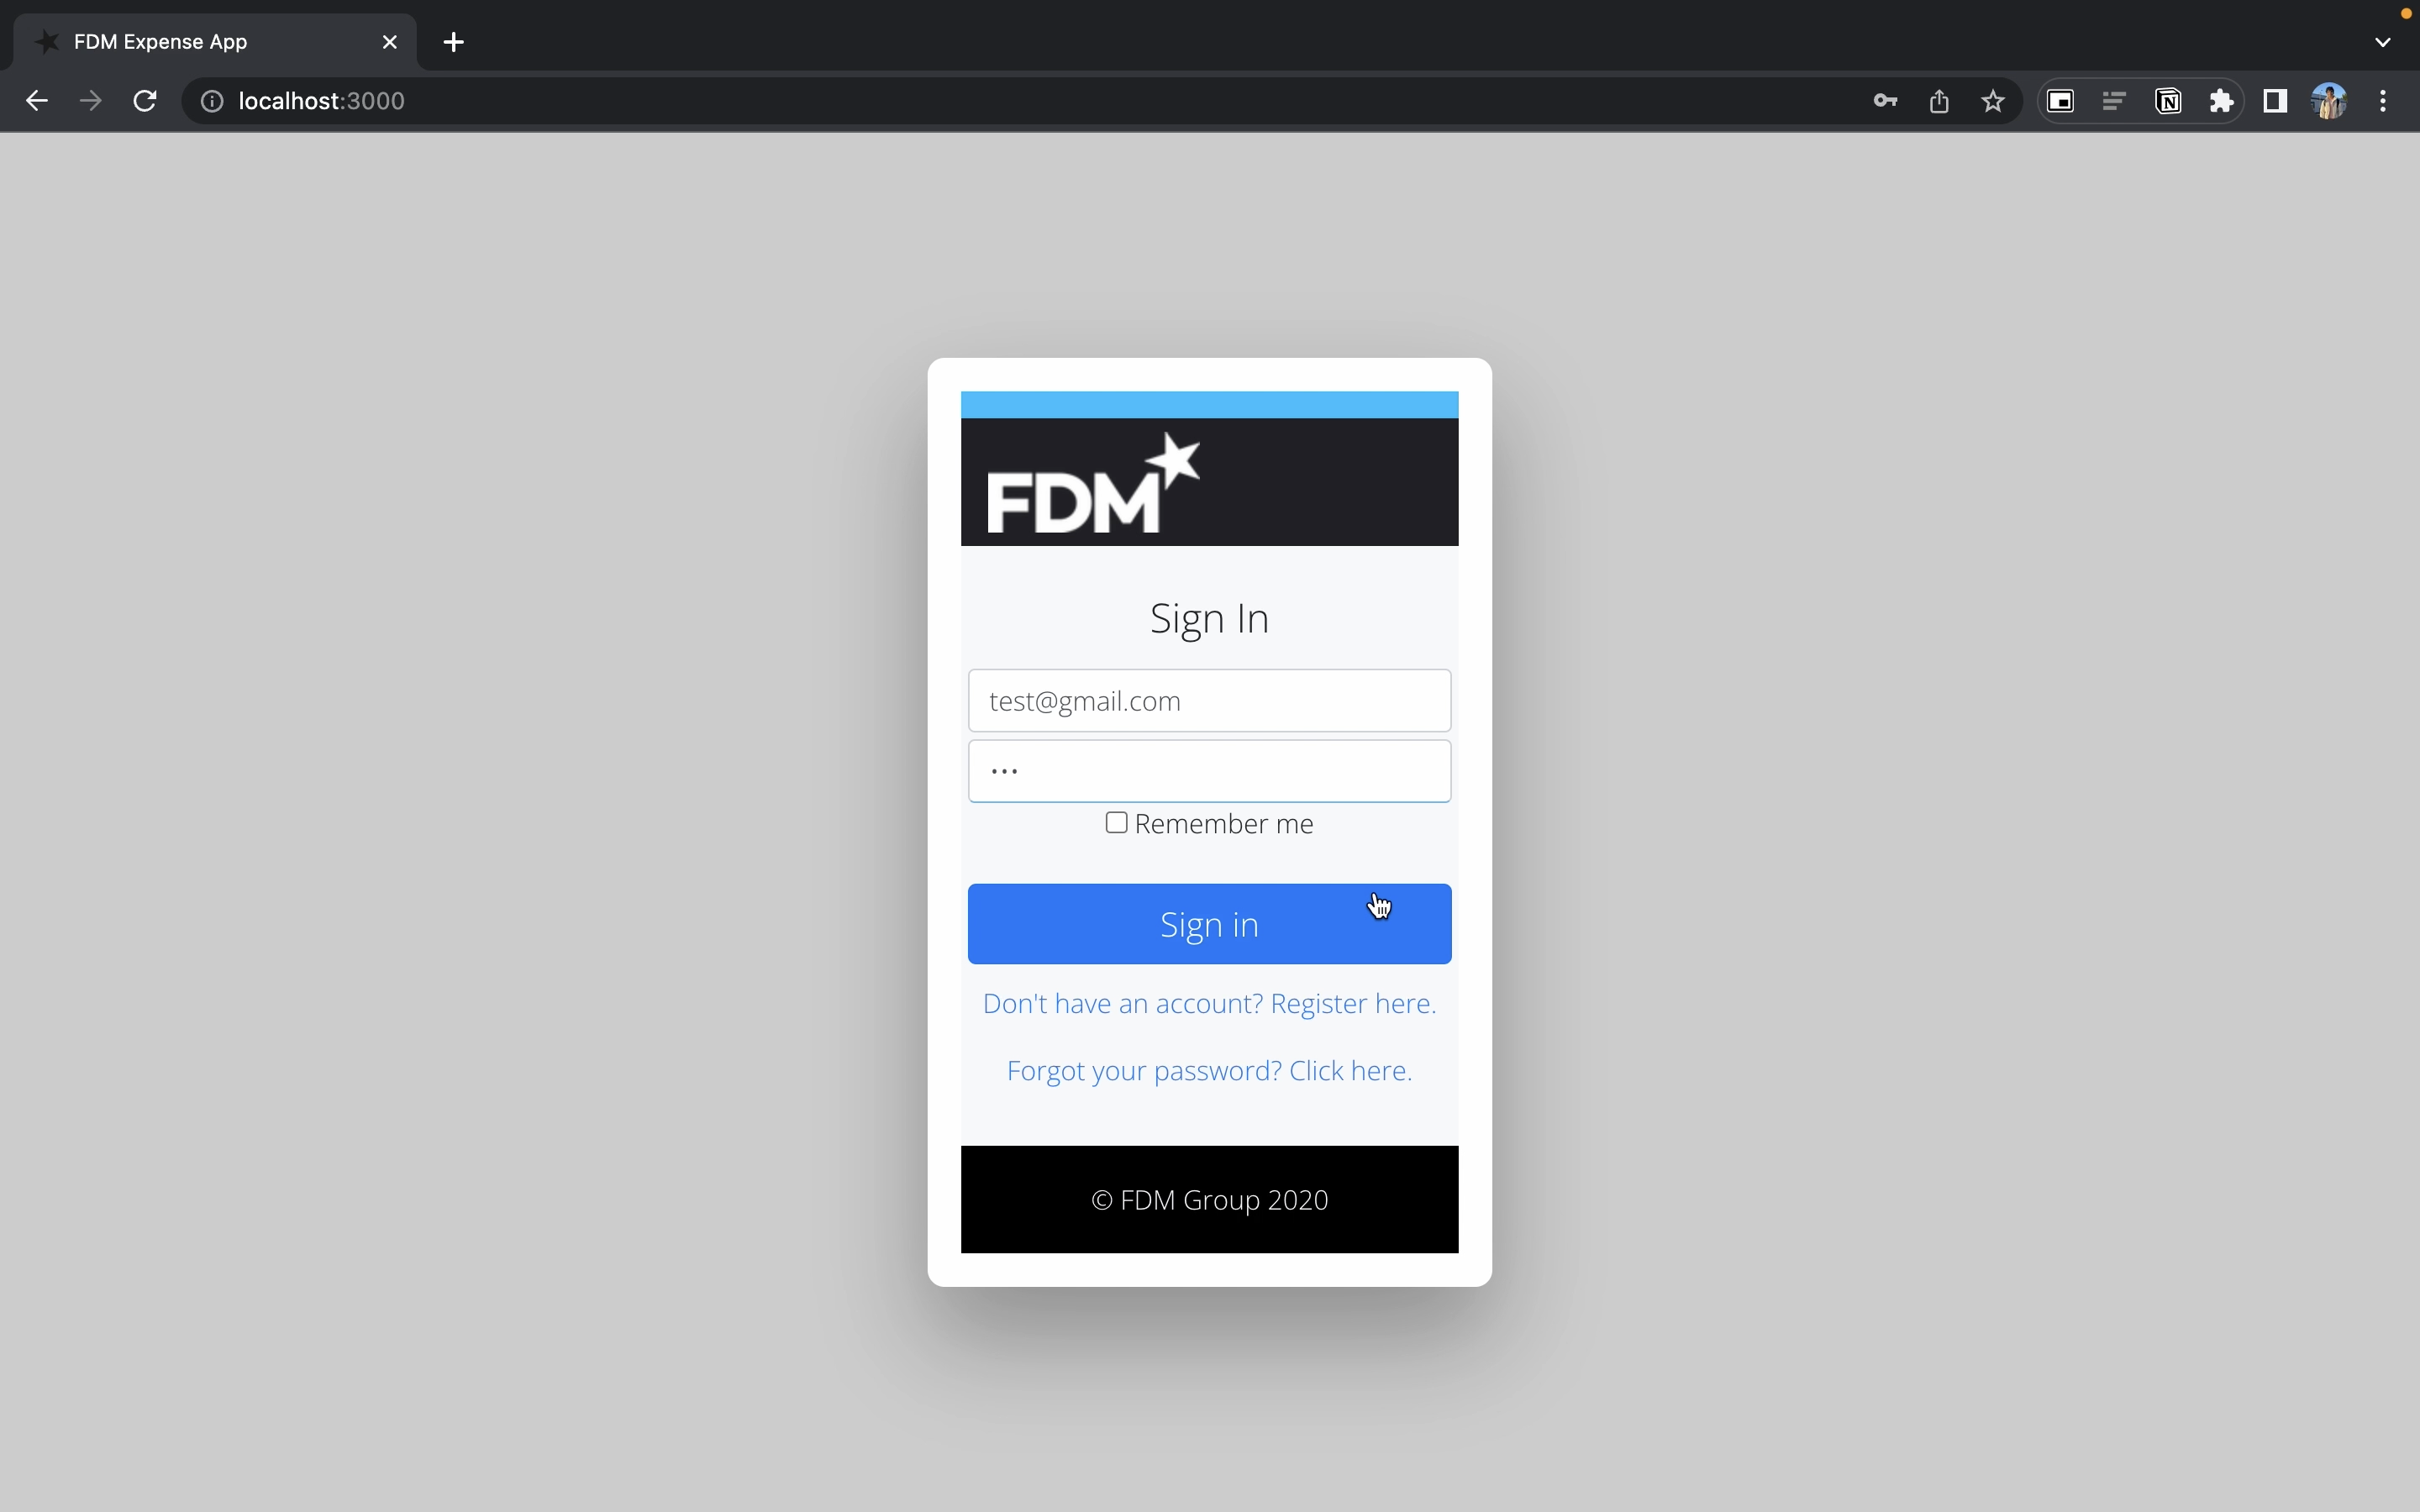 FDM Expense App
localhost:3000
FDM
Sign In
test@gmail.com
•••
Remember me
Sign in
Don't have an account? Register here.
Forgot your password? Click here.
© FDM Group 2020